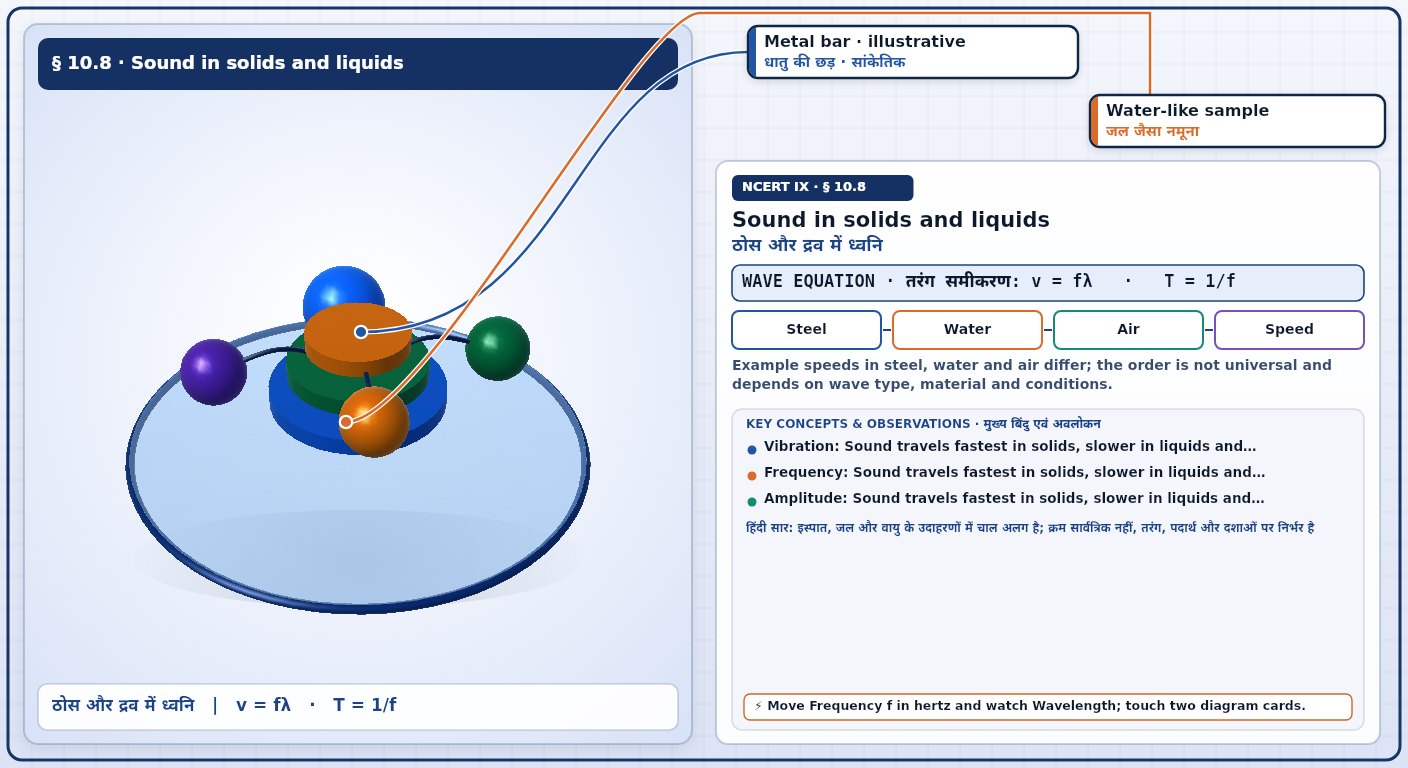 § 10.8 · Sound in solids and liquids
Metal bar · illustrative
धातु की छड़ · सांकेतिक
Water-like sample
जल जैसा नमूना
NCERT IX · § 10.8
Sound in solids and liquids
ठोस और द्रव में ध्वनि
WAVE EQUATION · तरंग समीकरण: v = fλ · T = 1/f
Steel
Water
Air
Speed
Example speeds in steel, water and air differ; the order is not universal and
depends on wave type, material and conditions.
KEY CONCEPTS & OBSERVATIONS · मुख्य बिंदु एवं अवलोकन
Vibration: Sound travels fastest in solids, slower in liquids and…
Frequency: Sound travels fastest in solids, slower in liquids and…
Amplitude: Sound travels fastest in solids, slower in liquids and…
हिंदी सार: इस्पात, जल और वायु के उदाहरणों में चाल अलग है; क्रम सार्वत्रिक नहीं, तरंग, पदार्थ और दशाओं पर निर्भर है
⚡ Move Frequency f in hertz and watch Wavelength; touch two diagram cards.
ठोस और द्रव में ध्वनि | v = fλ · T = 1/f